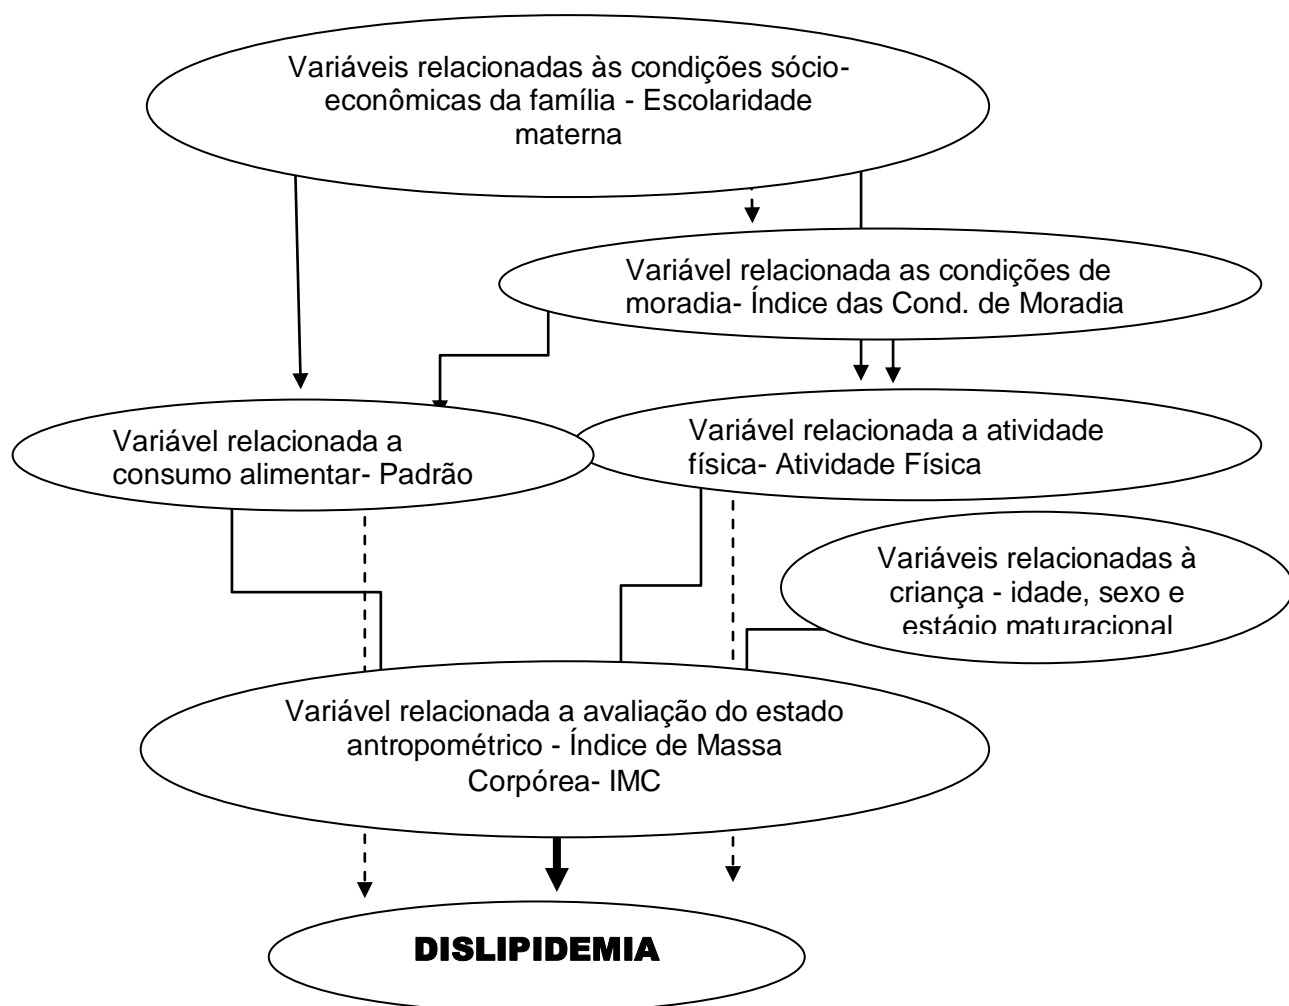 Variáveis relacionadas às condições sócio-
econômicas da família - Escolaridade
materna
Variável relacionada as condições de
moradia- Índice das Cond. de Moradia
Variável relacionada a
consumo alimentar- Padrão
Variável relacionada a atividade
física- Atividade Física
Variáveis relacionadas à
criança - idade, sexo e
estágio maturacional
Variável relacionada a avaliação do estado
antropométrico - Índice de Massa
Corpórea- IMC
DISLIPIDEMIA